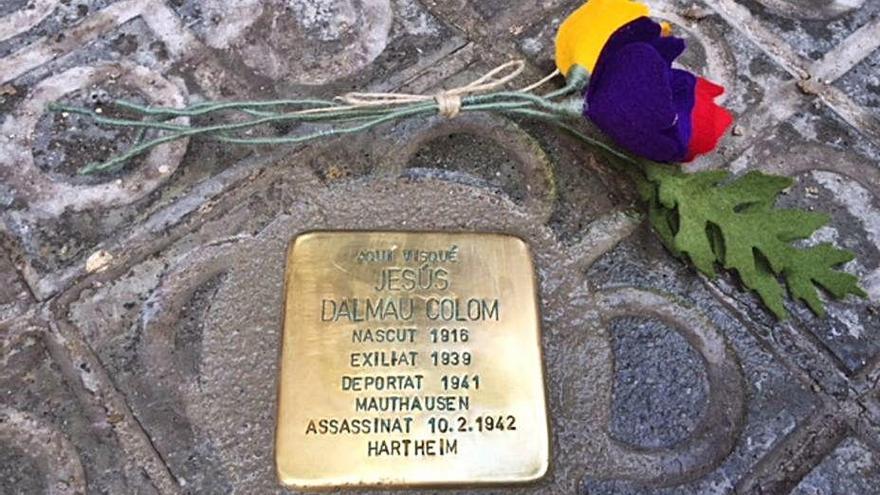 AQUÍ VISQUÉ
JESÚS
DALMAU COLOM
NASCUT 1916
EXILIAT 1939
DEPORTAT 1941
MAUTHAUSEN
ASSASSINAT 10.2.1942
HARTHEIM